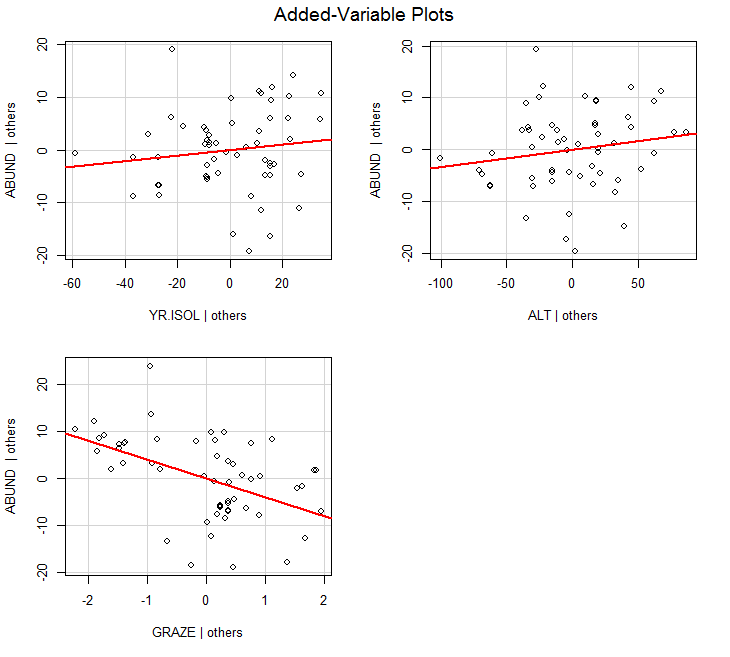 Added-Variable Plots
ABUND | others
20
10
0
-10
-20
-60 -40 -20 0 20
YR.ISOL | others
ABUND | others
20
10
0
-10
-20
-100 -50 0 50
ALT | others
ABUND | others
20
10
0
-10
-20
-2 -1 0 1 2
GRAZE | others